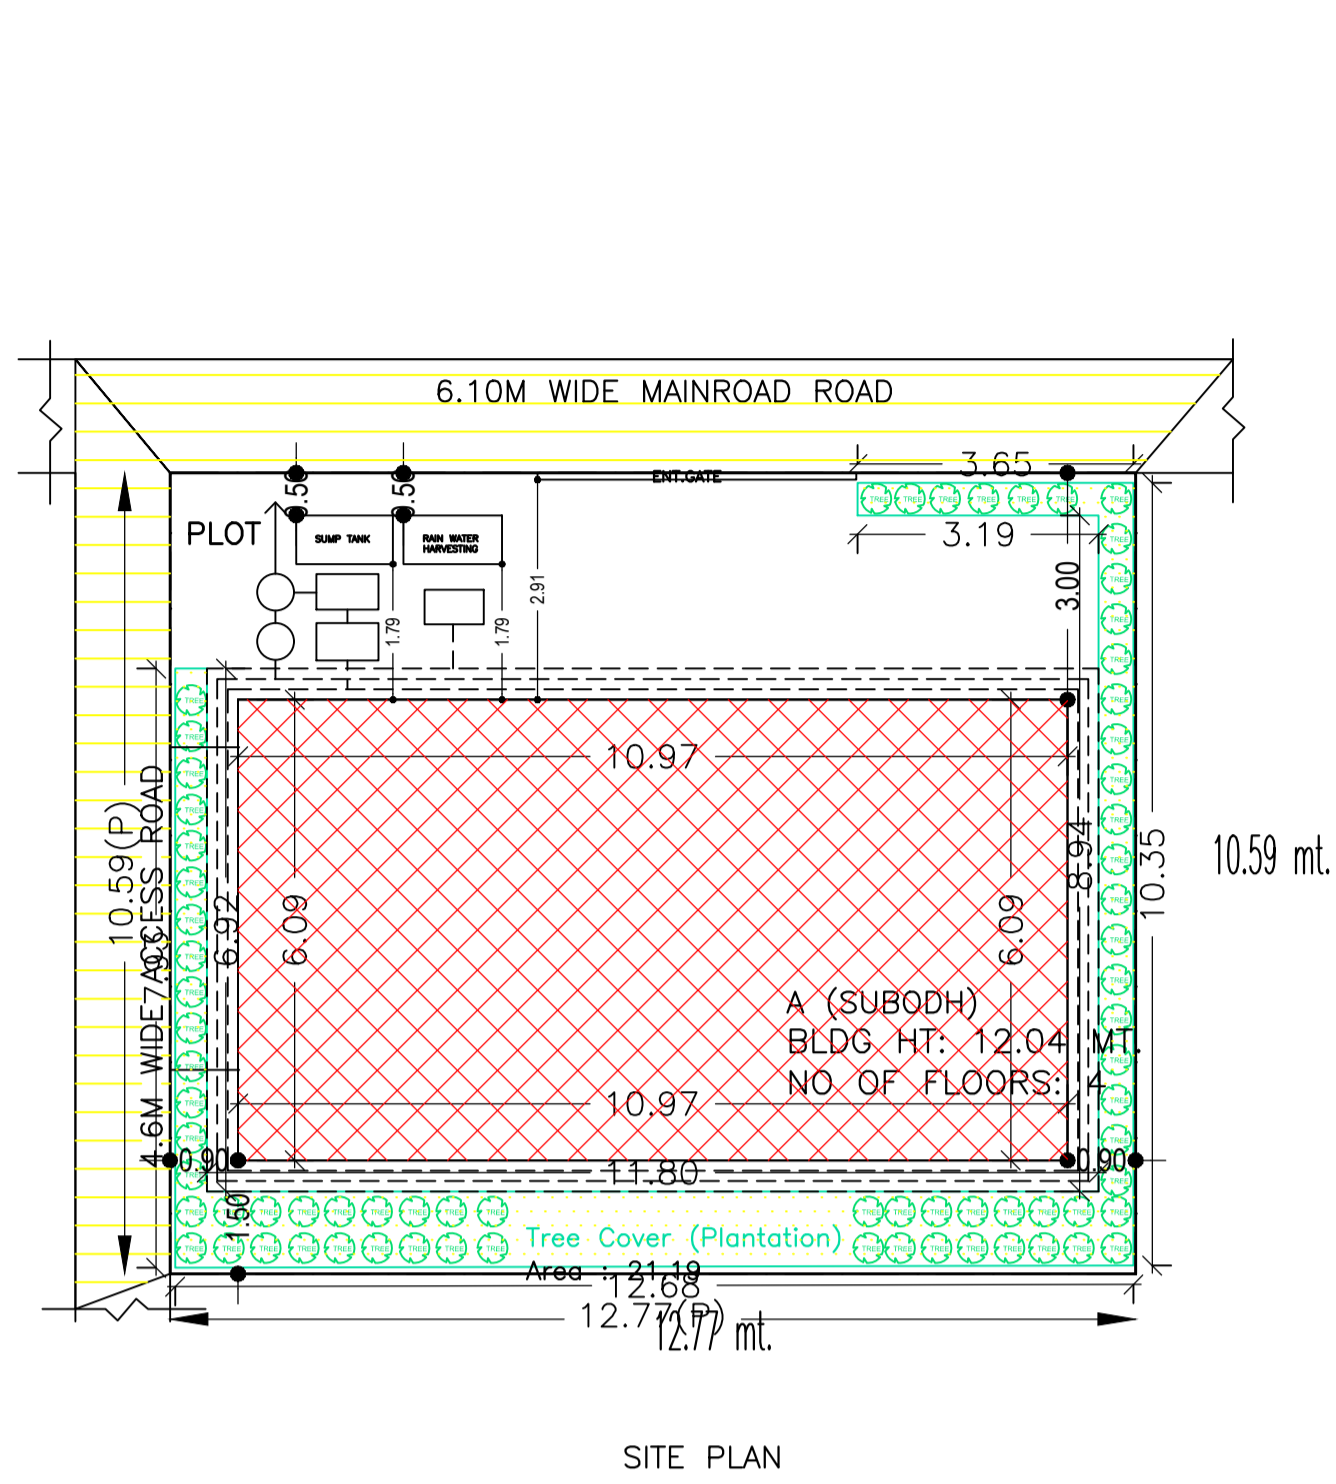 6.10M WIDE MAINROAD ROAD
3.65
ENT.GATE
PLOT
SUMP TANK
RAIN WATER
HARVESTING
3.19
2.91
3.00
1.79
1.79
10.97
10.59(P)
4.6M WIDE ACCESS ROAD
6.92
6.09
6.09
8.94
10.35
10.59 mt.
A (SUBODH)
BLDG HT: 12.04 MT.
NO OF FLOORS: 4
10.97
0.90
0.90
11.80
1.50
TREE
Tree Cover (Plantation)
Area : 21.19
12.68
12.77(P)
12.77 mt.
SITE PLAN